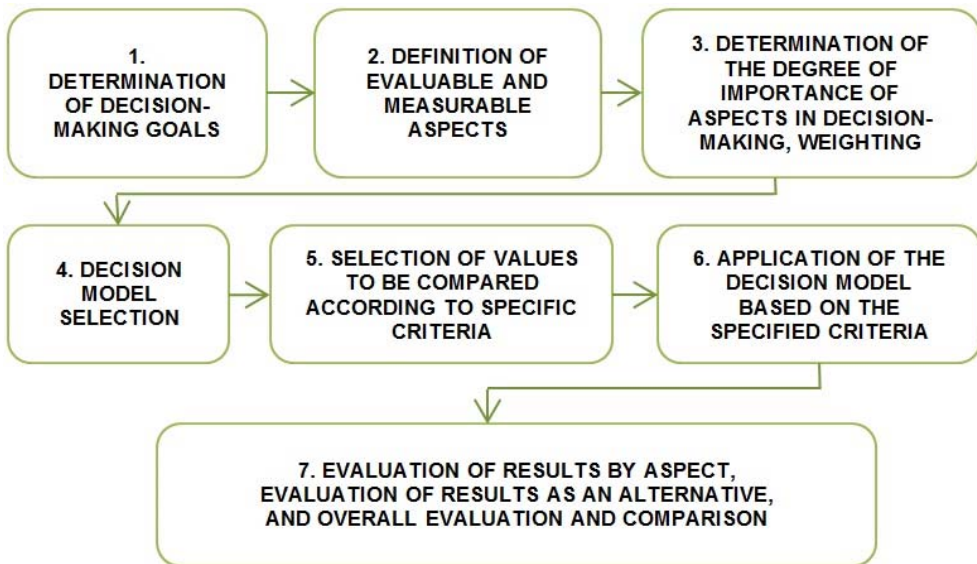 1.
DETERMINATION
OF DECISION-
MAKING GOALS
2. DEFINITION OF
EVALUABLE AND
MEASURABLE
ASPECTS
3. DETERMINATION OF
THE DEGREE OF
IMPORTANCE OF
ASPECTS IN DECISION-
MAKING, WEIGHTING
4. DECISION
MODEL
SELECTION
5. SELECTION OF VALUES
TO BE COMPARED
ACCORDING TO SPECIFIC
CRITERIA
6. APPLICATION OF THE
DECISION MODEL
BASED ON THE
SPECIFIED CRITERIA
7. EVALUATION OF RESULTS BY ASPECT,
EVALUATION OF RESULTS AS AN ALTERNATIVE,
AND OVERALL EVALUATION AND COMPARISON